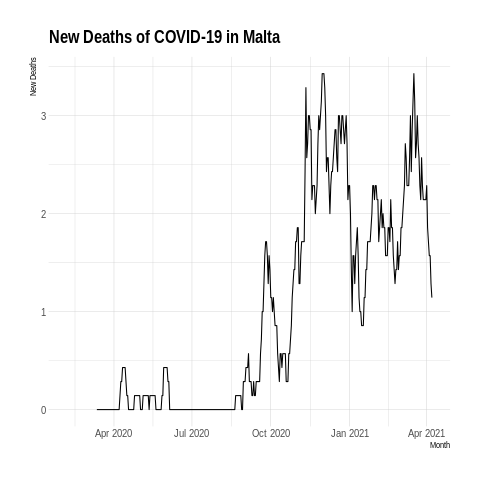 New Deaths of COVID-19 in Malta
New Deaths
3
2
1
0
Apr 2020 Jul 2020 Oct 2020 Jan 2021 Apr 2021
Month